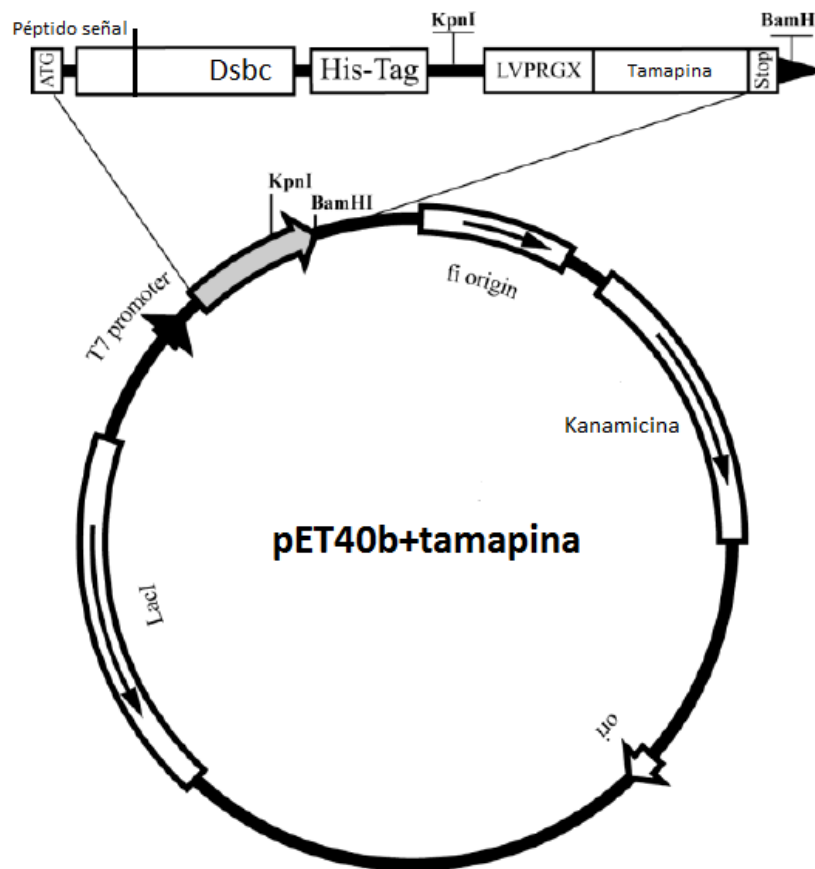 Péptido señal
KpnI
BamH
ATG
Dsbc
His-Tag
LVPRGX
Tamapina
Stop
KpnI
BamHI
T7 promoter
fi origin
Kanamicina
pET40b+tamapina
LacI
ori